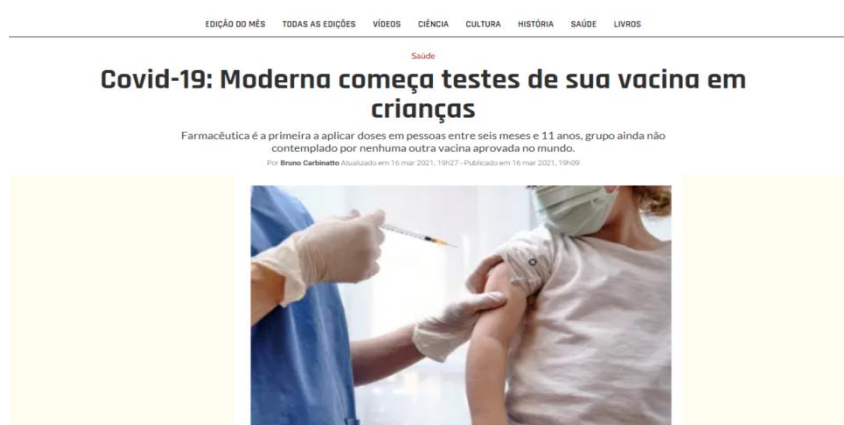 EDIÇÃO DO MÊS TODAS AS EDIÇÕES VÍDEOS CIÊNCIA CULTURA HISTÓRIA SAÚDE LIVROS
Saúde
Covid-19: Moderna começa testes de sua vacina em
crianças
Farmacêutica é a primeira a aplicar doses em pessoas entre seis meses e 11 anos, grupo ainda não
contemplado por nenhuma outra vacina aprovada no mundo.
Por Bruno Carbinatto Atualizado em 16 mar 2021, 19h27 - Publicado em 16 mar 2021, 19h09